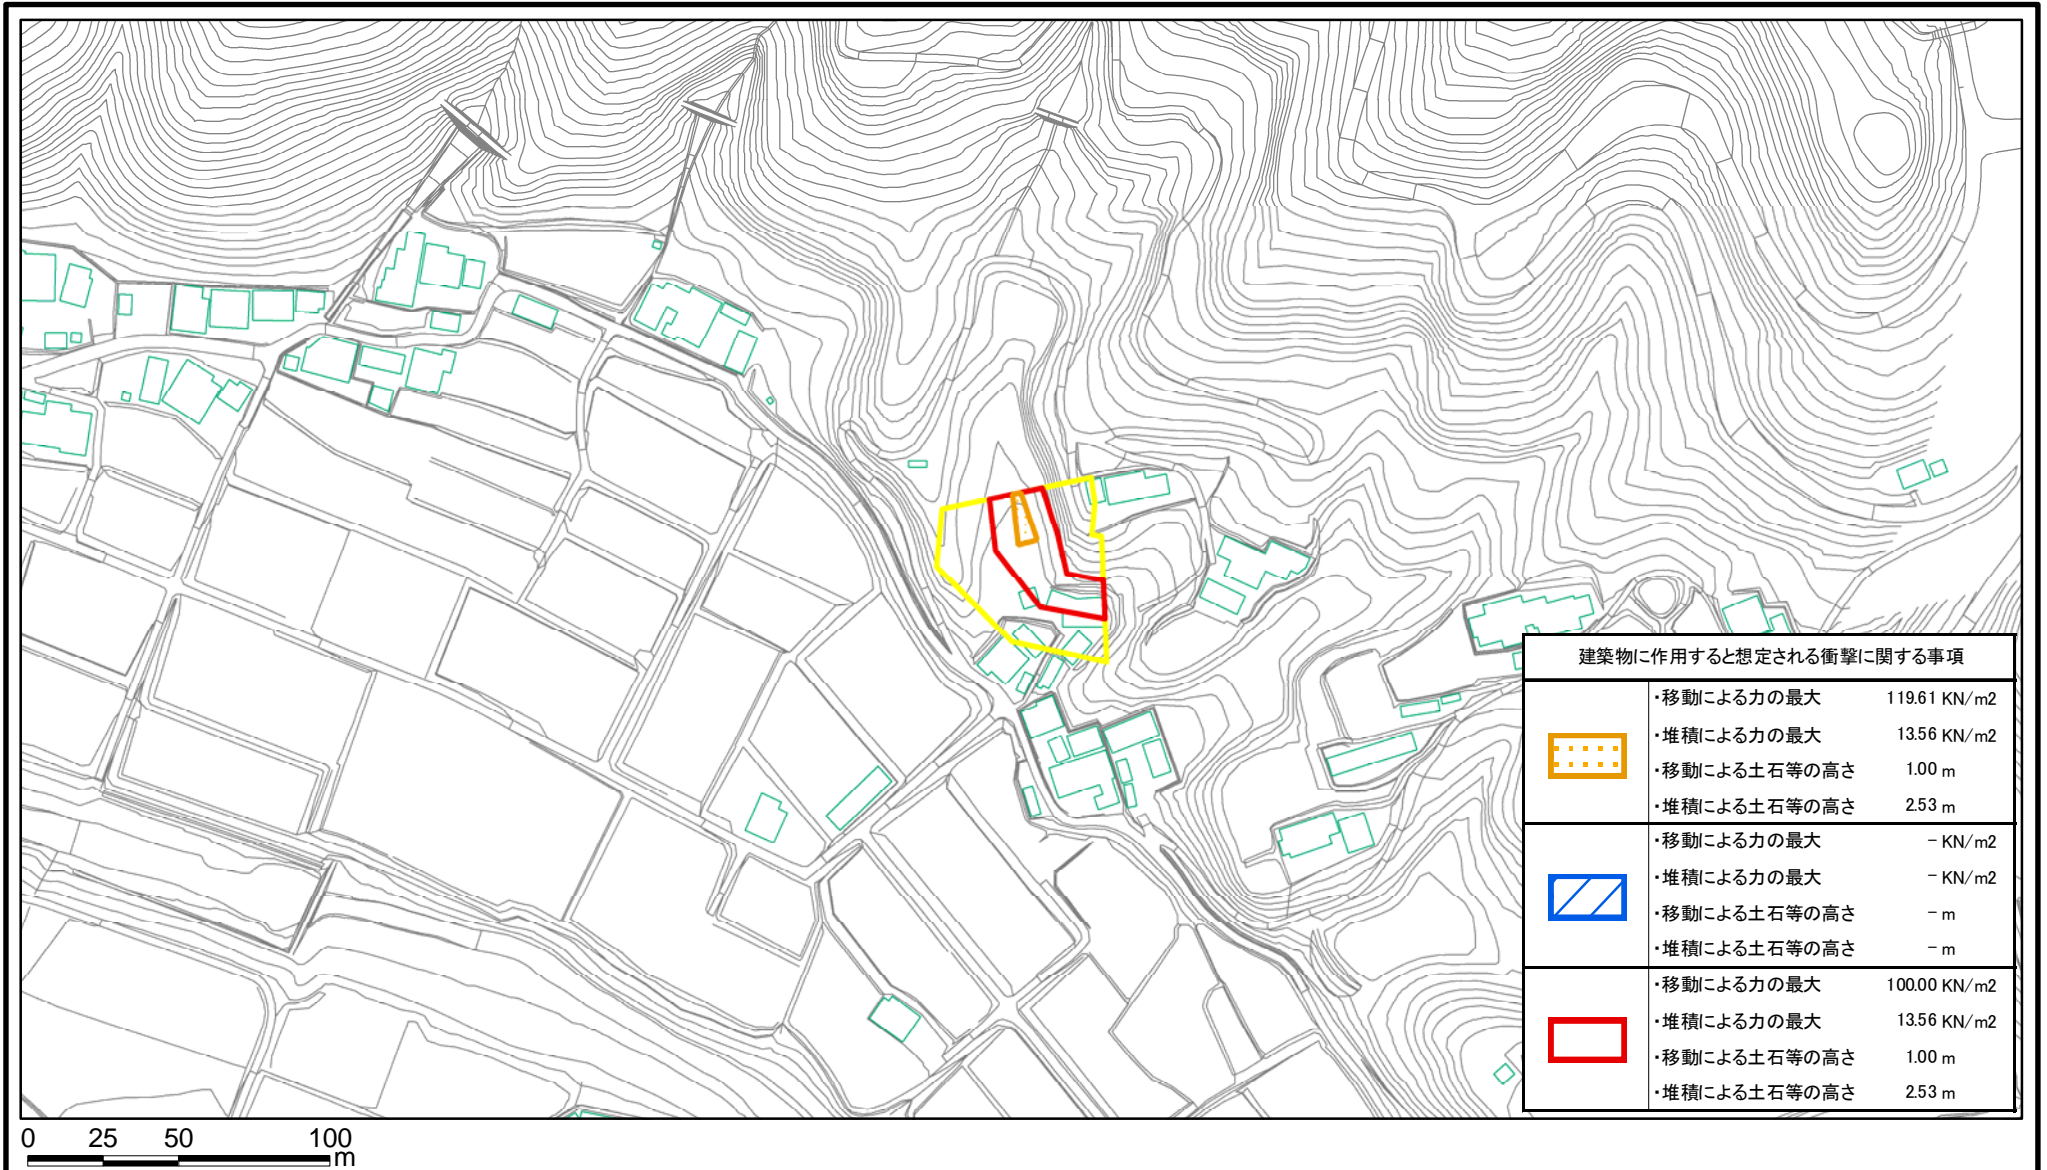 建築物に作用すると想定される衝撃に関する事項
・移動による力の最大 119.61 KN/m2
・堆積による力の最大 13.56 KN/m2
・移動による土石等の高さ 1.00 m
・堆積による土石等の高さ 2.53 m
・移動による力の最大 − KN/m2
・堆積による力の最大 − KN/m2
・移動による土石等の高さ − m
・堆積による土石等の高さ − m
・移動による力の最大 100.00 KN/m2
・堆積による力の最大 13.56 KN/m2
・移動による土石等の高さ 1.00 m
・堆積による土石等の高さ 2.53 m
0 25 50 100
m